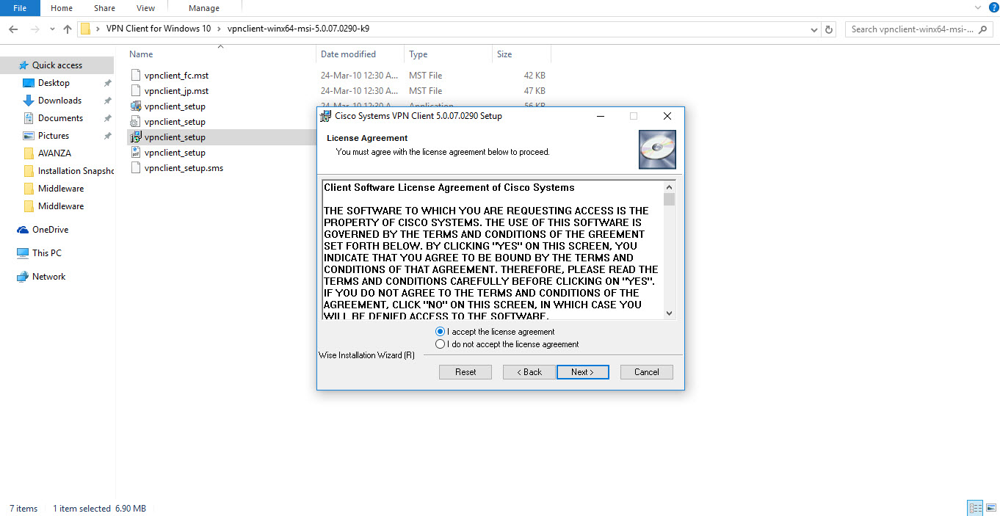 File Home Share View Manage
VPN Client for Windows 10 > vpnclient-winx64-msi-5.0.07.0290-k9
Search vpnclient-winx64-msi-...
Quick access
Desktop
Downloads
Documents
Pictures
AVANZA
Installation Snapsho
Middleware
Middleware
OneDrive
This PC
Network
Name Date modified Type Size
vpnclient_fc.mst 24-Mar-10 12:30 A... MST File 42 KB
vpnclient_jp.mst 24-Mar-10 12:30 A... MST File 47 KB
vpnclient_setup 24-Mar-10 12:30 A... Application 56 KB
vpnclient_setup
vpnclient_setup
vpnclient_setup
vpnclient_setup.sms
Cisco Systems VPN Client 5.0.07.0290 Setup
License Agreement
You must agree with the license agreement below to proceed.
Client Software License Agreement of Cisco Systems
THE SOFTWARE TO WHICH YOU ARE REQUESTING ACCESS IS THE
PROPERTY OF CISCO SYSTEMS. THE USE OF THIS SOFTWARE IS
GOVERNED BY THE TERMS AND CONDITIONS OF THE GREEMENT
SET FORTH BELOW. BY CLICKING "YES" ON THIS SCREEN, YOU
INDICATE THAT YOU AGREE TO BE BOUND BY THE TERMS AND
CONDITIONS OF THAT AGREEMENT. THEREFORE, PLEASE READ THE
TERMS AND CONDITIONS CAREFULLY BEFORE CLICKING ON "YES".
IF YOU DO NOT AGREE TO THE TERMS AND CONDITIONS OF THE
AGREEMENT, CLICK "NO" ON THIS SCREEN, IN WHICH CASE YOU
WILL BE DENIED ACCESS TO THE SOFTWARE.
I accept the license agreement
I do not accept the license agreement
Wise Installation Wizard (R)
Reset < Back Next > Cancel
7 items 1 item selected 6.90 MB